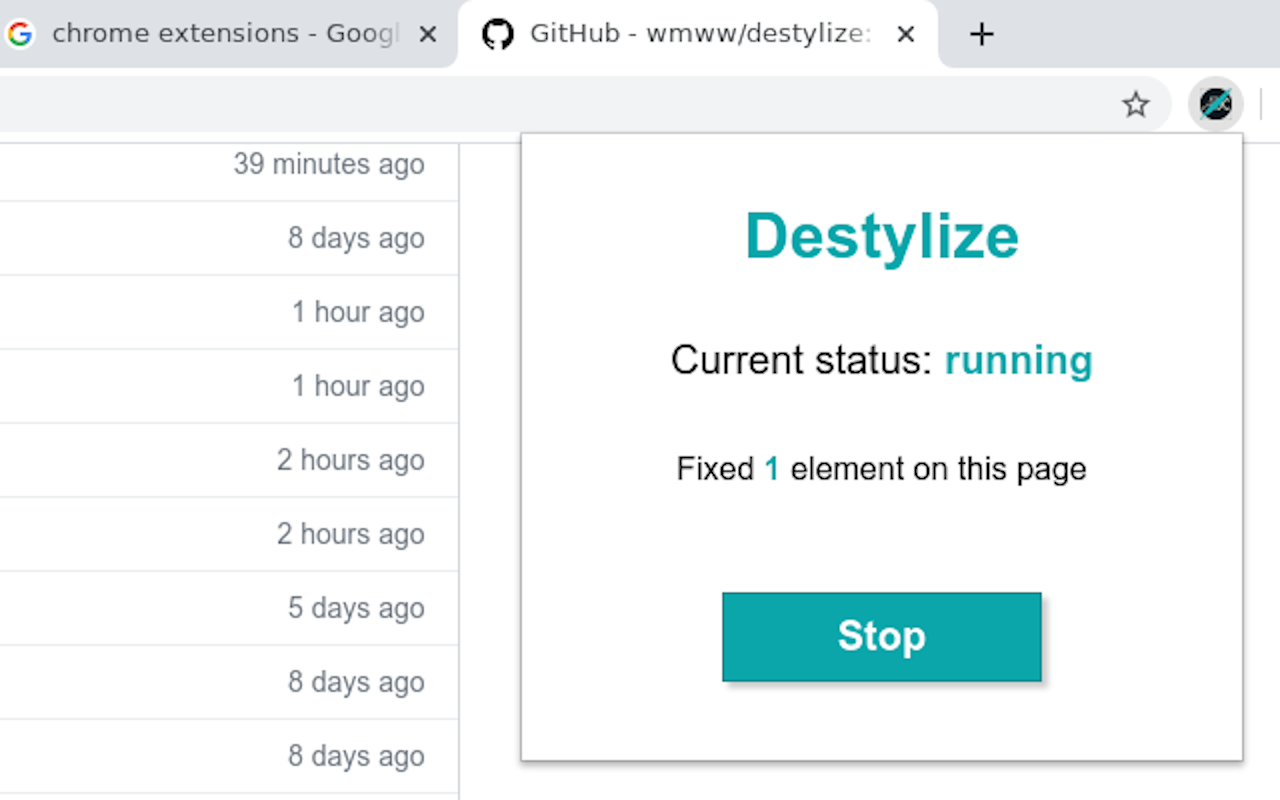 chrome extensions - Googl
GitHub - wmww/destylize:
39 minutes ago
8 days ago
1 hour ago
1 hour ago
2 hours ago
2 hours ago
5 days ago
8 days ago
8 days ago
Destylize
Current status: running
Fixed 1 element on this page
Stop